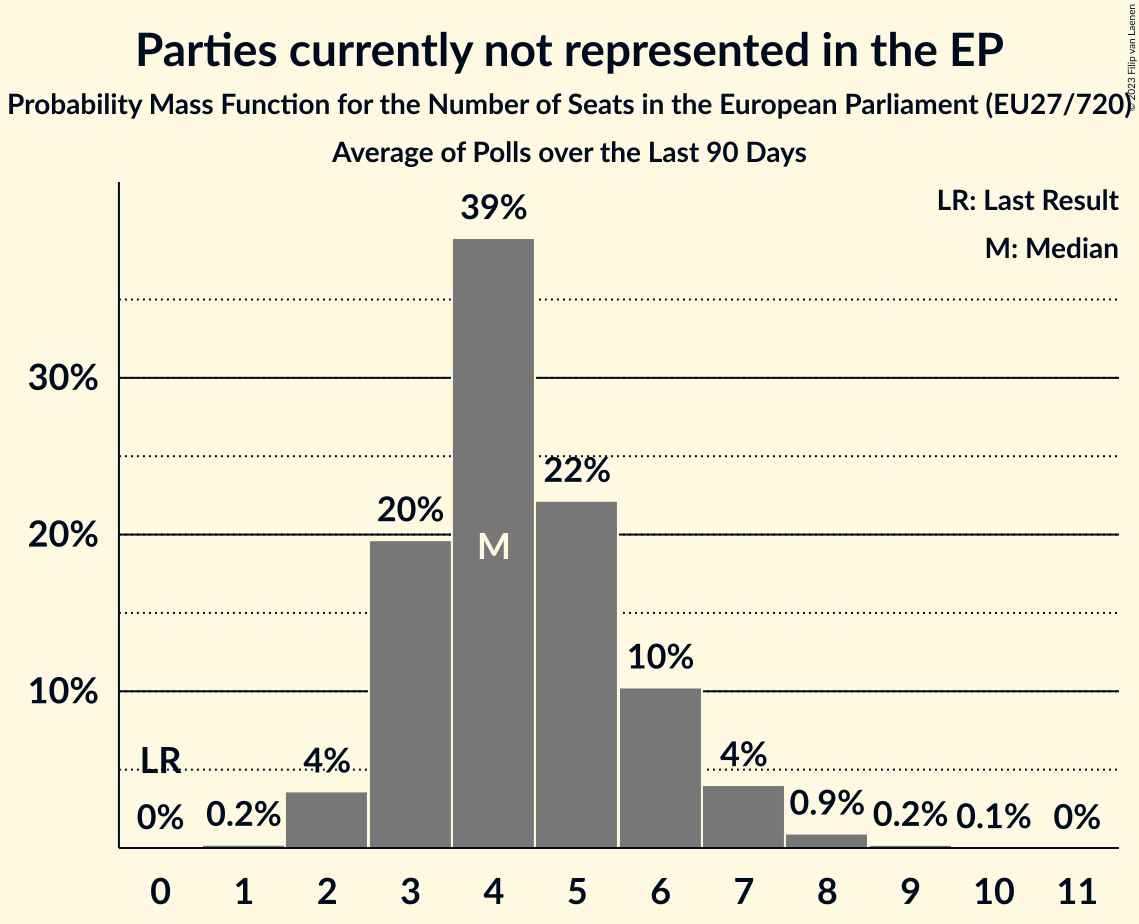 © 2023 Filip van Laenen
Parties currently not represented in the EP
Probability Mass Function for the Number of Seats in the European Parliament (EU27/720)
Average of Polls over the Last 90 Days
LR: Last Result
M: Median
39%
30%
22%
20%
20%
M
10%
10%
LR
4%
4%
0%
0.2%
0.9%
0.2%
0.1%
0%
0 1 2 3 4 5 6 7 8 9 10 11